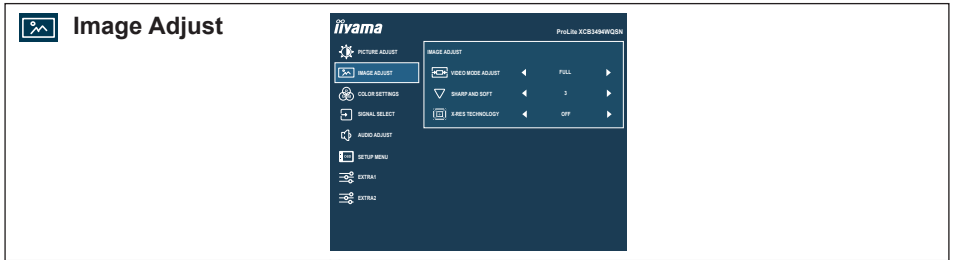 Image Adjust
iiyama
ProLite XCB3494WQSN
PICTURE ADJUST
IMAGE ADJUST
COLOR SETTINGS
SIGNAL SELECT
AUDIO ADJUST
OSD SETUP MENU
EXTRA1
EXTRA2
IMAGE ADJUST
VIDEO MODE ADJUST FULL
SHARP AND SOFT 3
X-RES TECHNOLOGY OFF